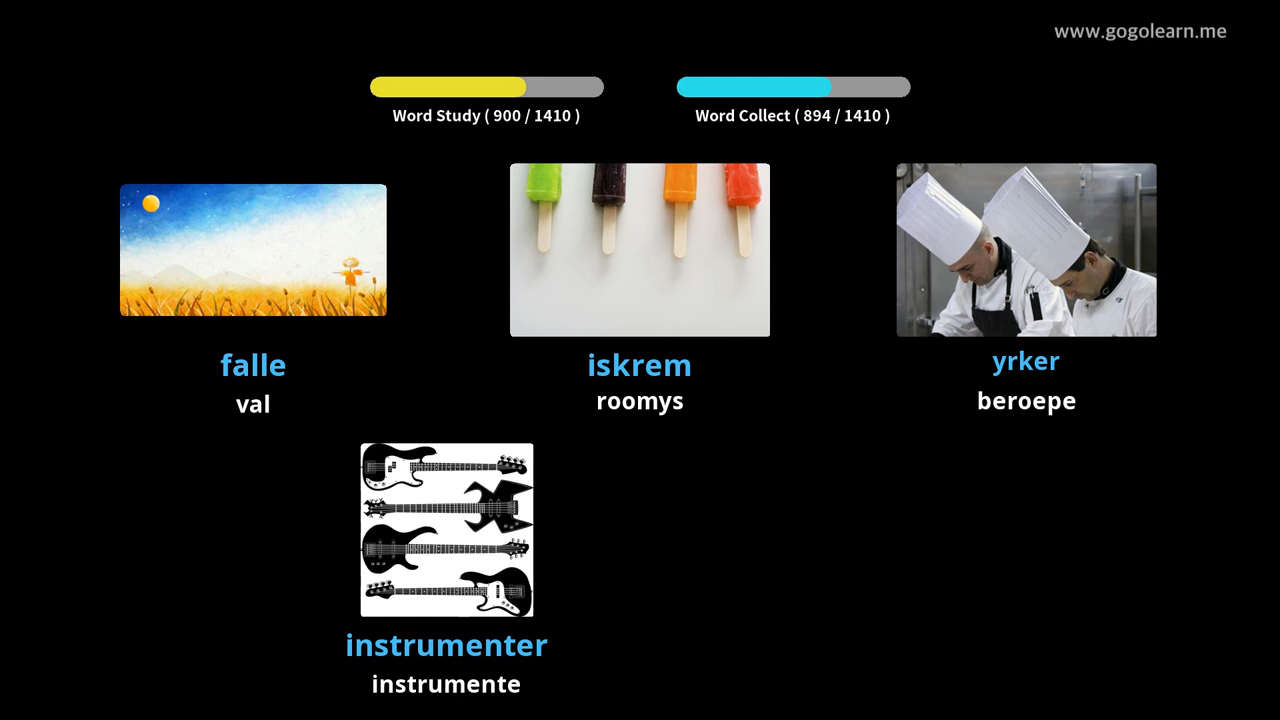 www.gogolearn.me
Word Study ( 900 / 1410 )
Word Collect ( 894 / 1410 )
falle
val
iskrem
roomys
yrker
beroepe
instrumenter
instrumente